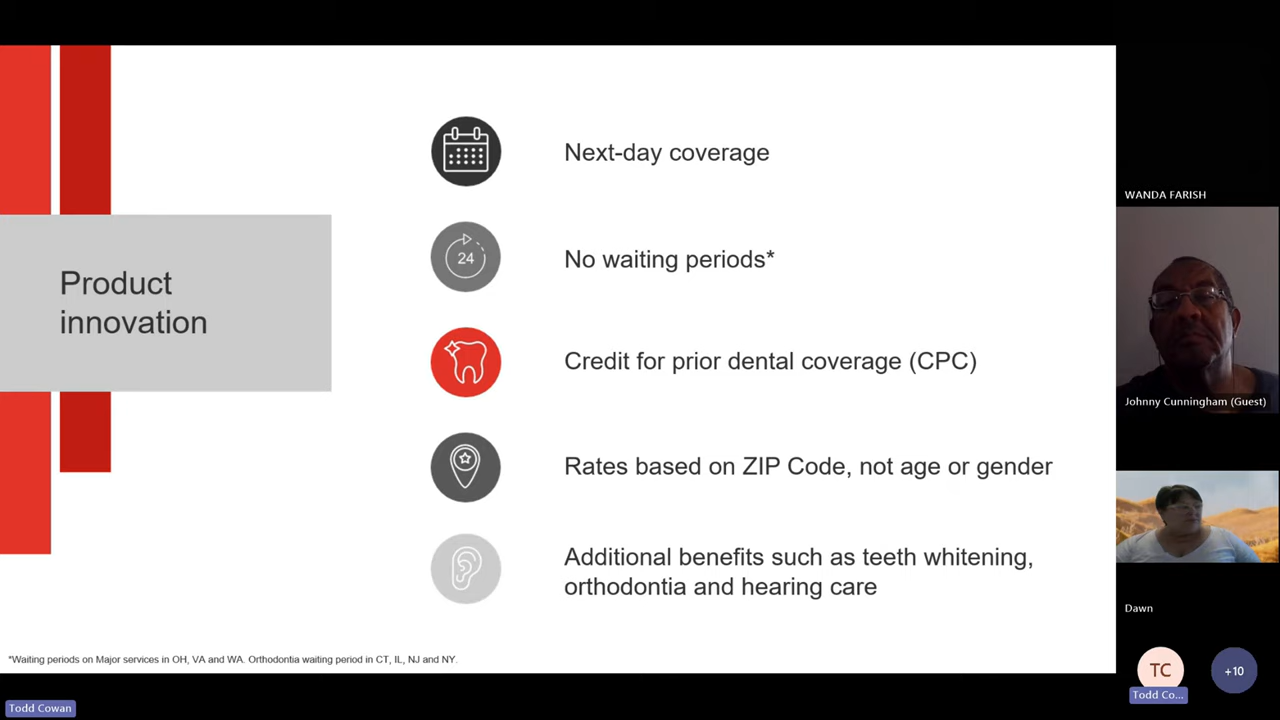 Product
innovation
Next-day coverage
24
No waiting periods*
Credit for prior dental coverage (CPC)
Rates based on ZIP Code, not age or gender
Additional benefits such as teeth whitening,
orthodontia and hearing care
*Waiting periods on Major services in OH, VA and WA. Orthodontia waiting period in CT, IL, NJ and NY.
Todd Cowan
WANDA FARISH
Johnny Cunningham (Guest)
Dawn
TC
Todd Co...
+10